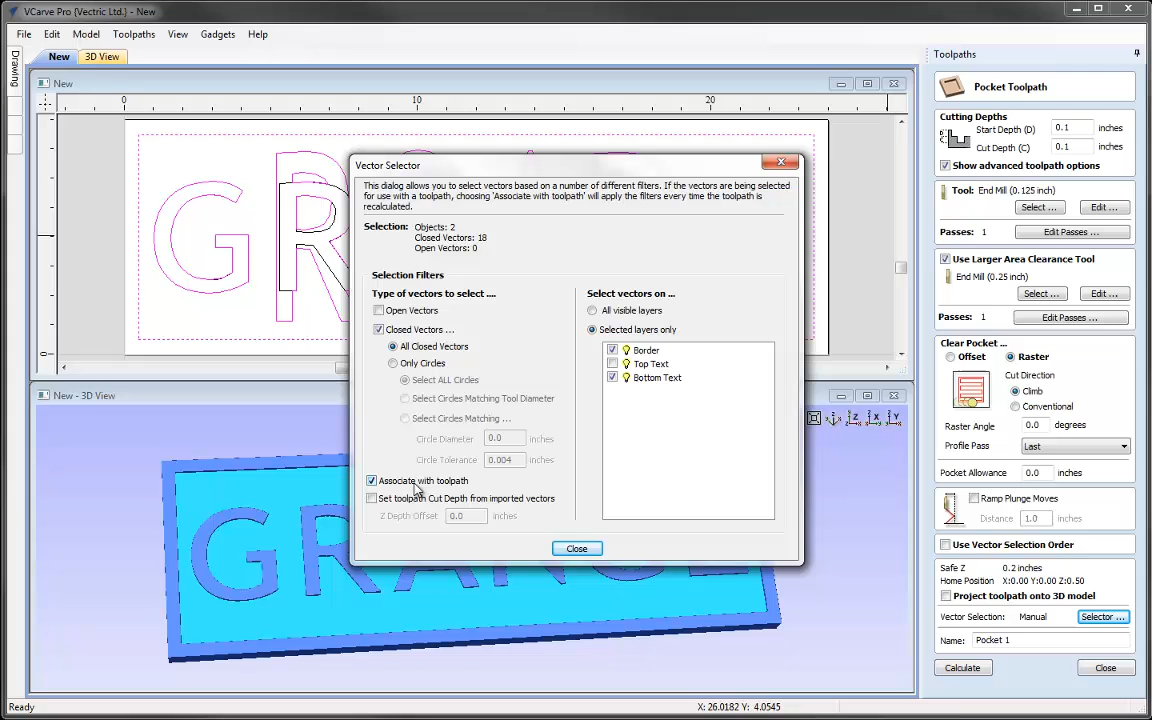 VCarve Pro {Vectric Ltd.} - New
File Edit Model Toolpaths View Gadgets Help
Drawing
New 3D View
New
0 10 20
0
New - 3D View
GRANGE
Z X Y
Vector Selector
This dialog allows you to select vectors based on a number of different filters. If the vectors are being selected
for use with a toolpath, choosing 'Associate with toolpath' will apply the filters every time the toolpath is
recalculated.
Selection: Objects: 2
Closed Vectors: 18
Open Vectors: 0
Selection Filters
Type of vectors to select ....
Open Vectors
Closed Vectors ...
All Closed Vectors
Only Circles
Select ALL Circles
Select Circles Matching Tool Diameter
Select Circles Matching ...
Circle Diameter 0.0 inches
Circle Tolerance 0.004 inches
Associate with toolpath
Set toolpath Cut Depth from imported vectors
Z Depth Offset 0.0 inches
Select vectors on ...
All visible layers
Selected layers only
Border
Top Text
Bottom Text
Close
Toolpaths
Pocket Toolpath
Cutting Depths
Start Depth (D) 0.1 inches
Cut Depth (C) 0.1 inches
Show advanced toolpath options
Tool: End Mill (0.125 inch)
Select ... Edit ...
Passes: 1 Edit Passes ...
Use Larger Area Clearance Tool
End Mill (0.25 inch)
Select ... Edit ...
Passes: 1 Edit Passes ...
Clear Pocket ...
Offset Raster
Cut Direction
Climb
Conventional
Raster Angle 0.0 degrees
Profile Pass Last
Pocket Allowance 0.0 inches
Ramp Plunge Moves
Distance 1.0 inches
Use Vector Selection Order
Safe Z 0.2 inches
Home Position X:0.00 Y:0.00 Z:0.50
Project toolpath onto 3D model
Vector Selection: Manual Selector ...
Name: Pocket 1
Calculate Close
Ready X: 26.0182 Y: 4.0545